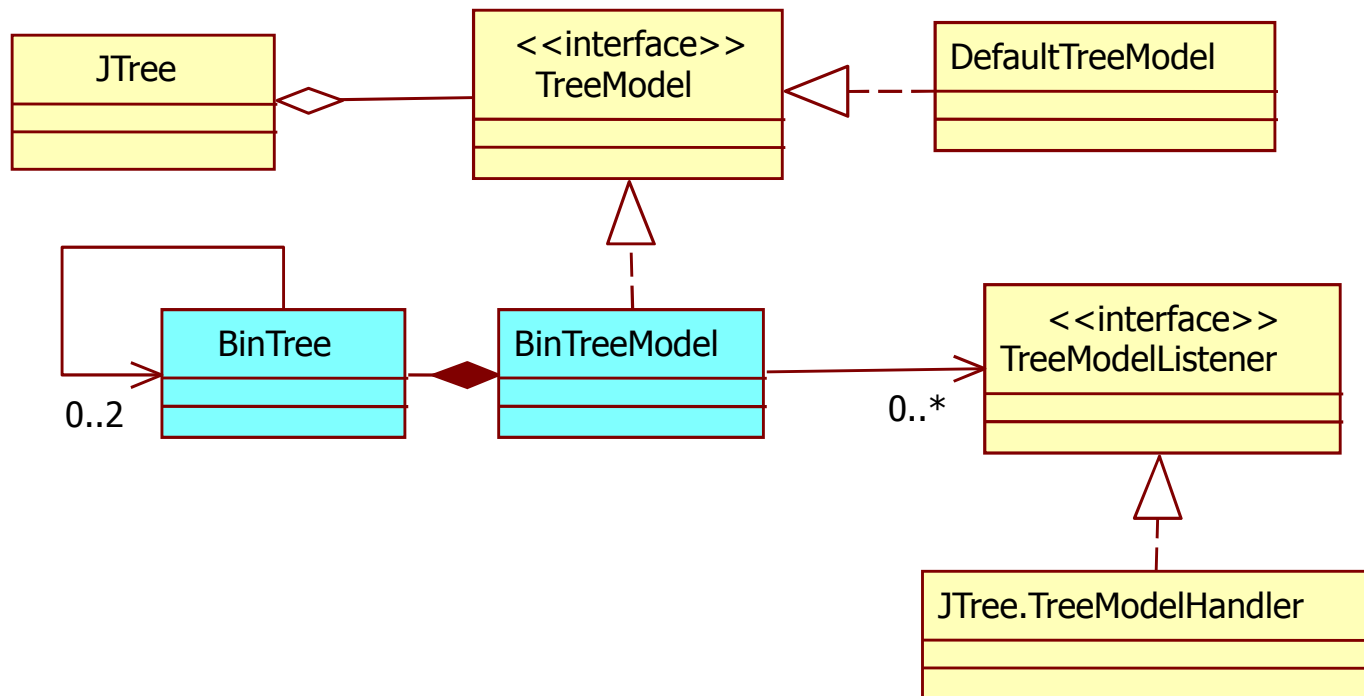 JTree
<<interface>>
TreeModel
DefaultTreeModel
BinTree
BinTreeModel
<<interface>>
TreeModelListener
0..2
0..*
JTree.TreeModelHandler